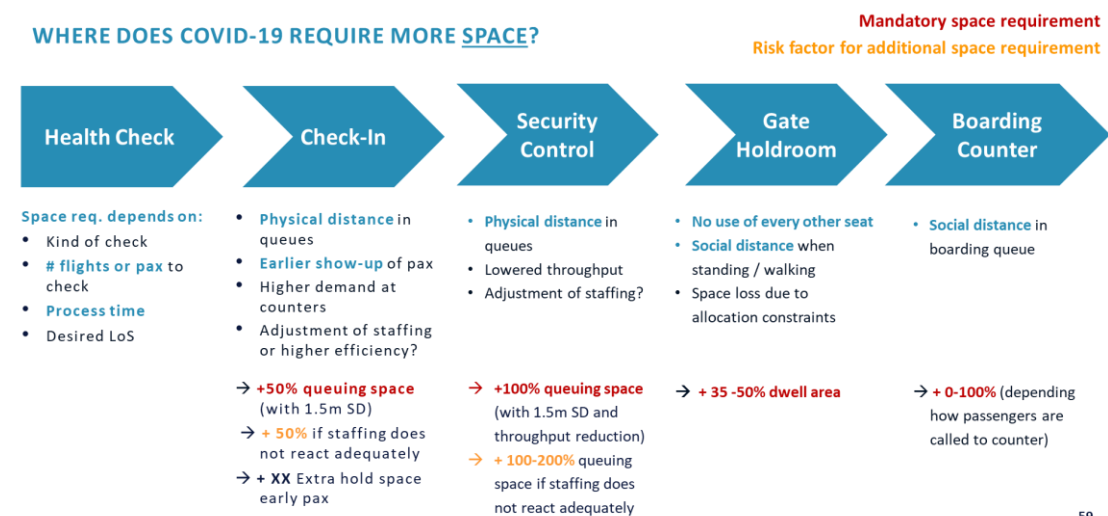 WHERE DOES COVID-19 REQUIRE MORE SPACE?
Mandatory space requirement
Risk factor for additional space requirement
Health Check
Check-In
Security
Control
Gate
Holdroom
Boarding
Counter
Space req. depends on:
• Kind of check
• # flights or pax to
check
• Process time
• Desired LoS
• Physical distance in
queues
• Earlier show-up of pax
• Higher demand at
counters
• Adjustment of staffing
or higher efficiency?
→ +50% queuing space
(with 1.5m SD)
→ + 50% if staffing does
not react adequately
→ + XX Extra hold space
early pax
• Physical distance in
queues
• Lowered throughput
• Adjustment of staffing?
→ +100% queuing space
(with 1.5m SD and
throughput reduction)
→ + 100-200% queuing
space if staffing does
not react adequately
• No use of every other seat
• Social distance when
standing / walking
• Space loss due to
allocation constraints
→ + 35 -50% dwell area
• Social distance in
boarding queue
→ + 0-100% (depending
how passengers are
called to counter)